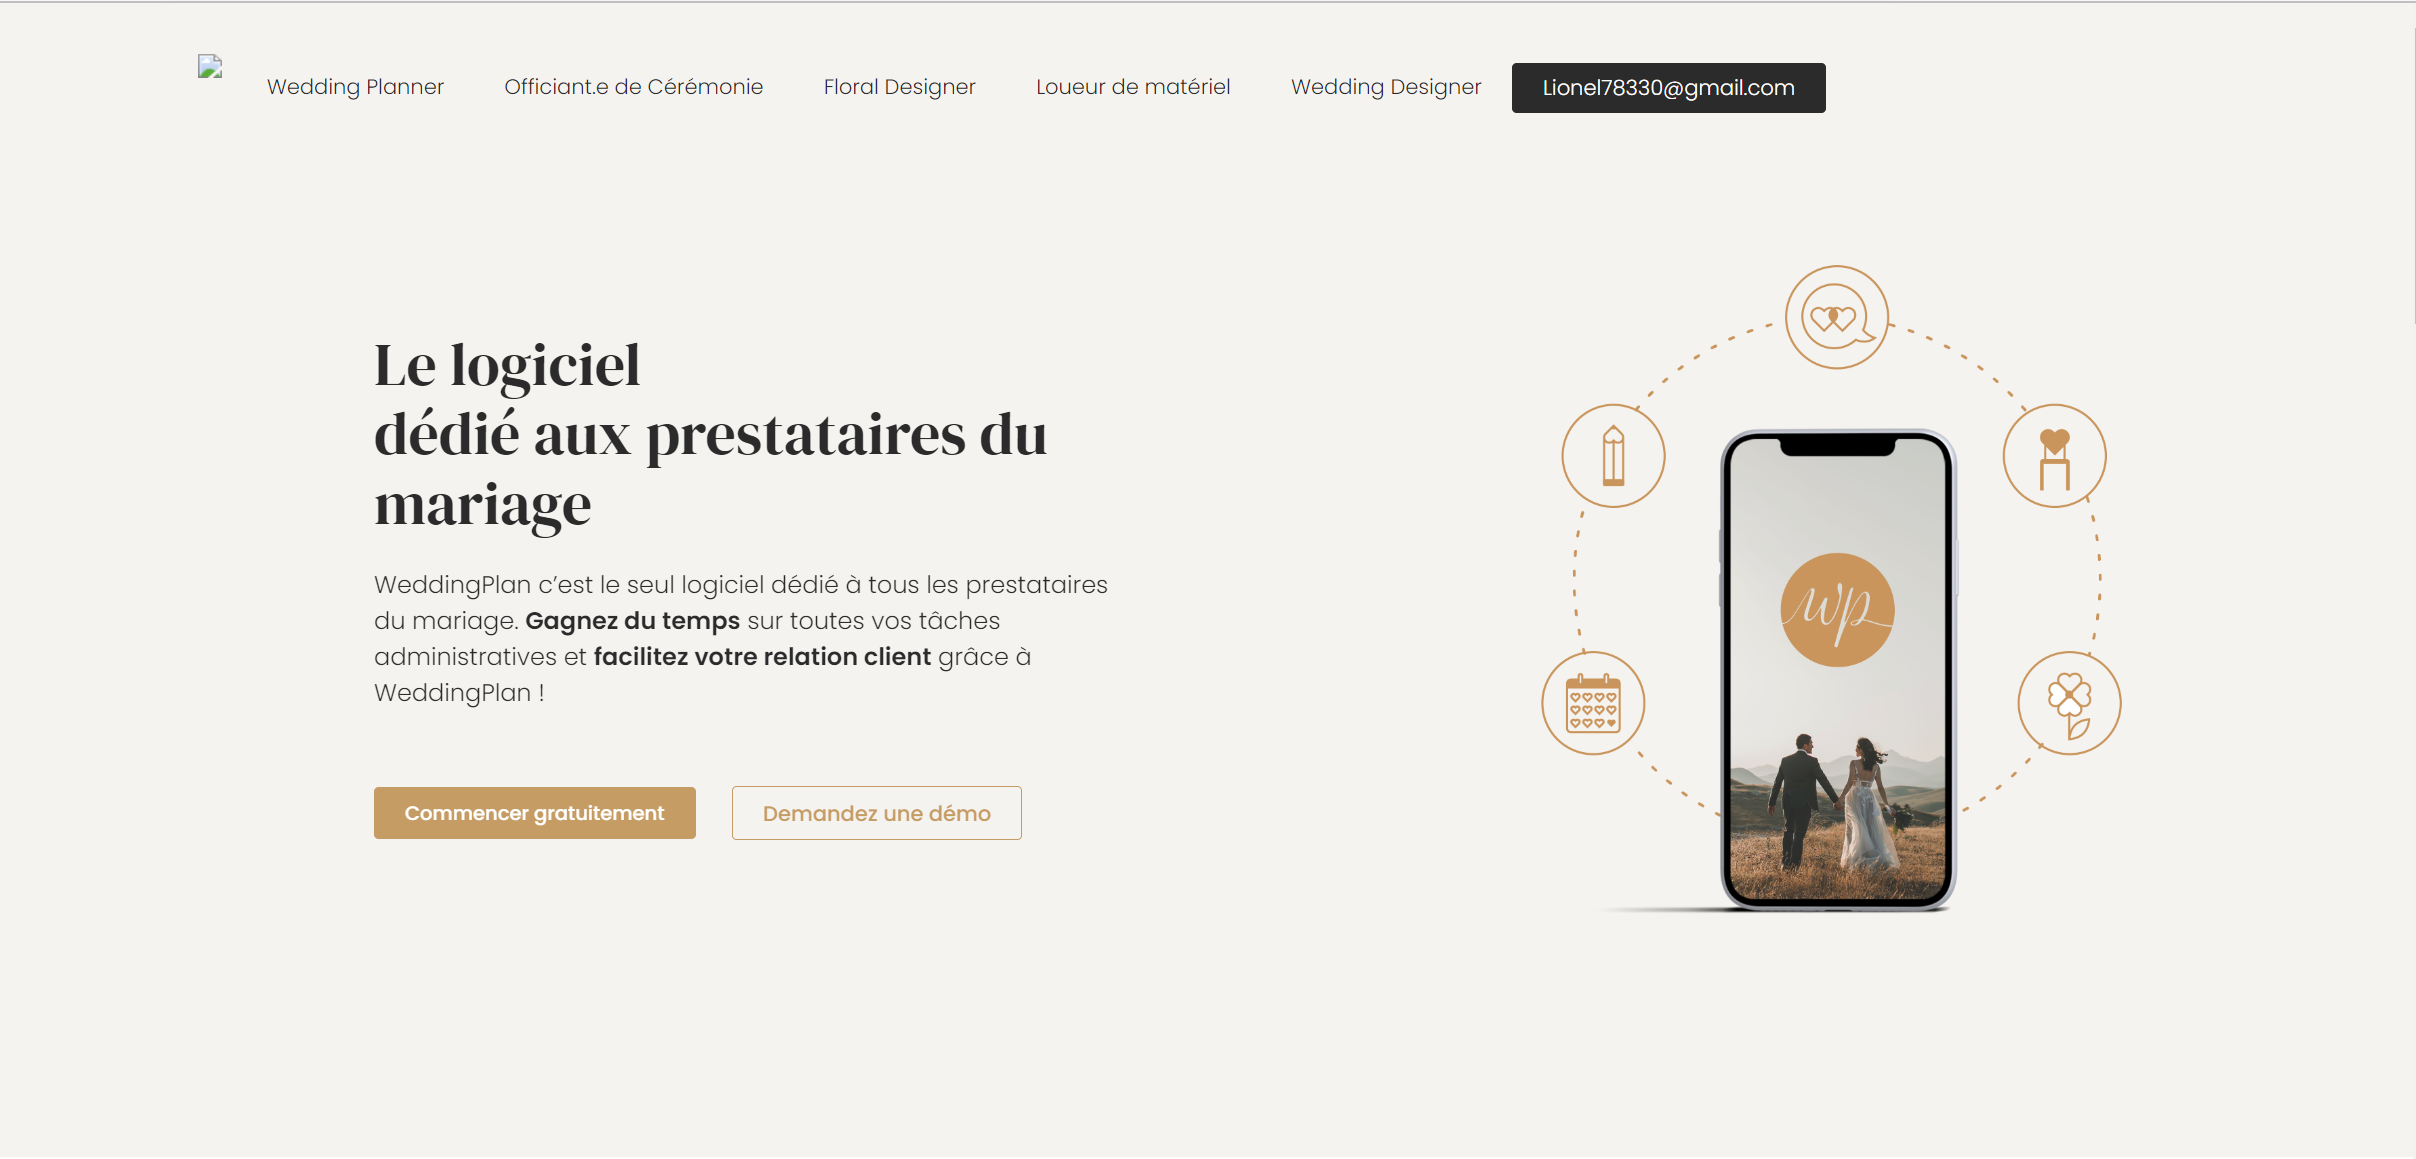 Wedding Planner
Officiant.e de Cérémonie
Floral Designer
Loueur de matériel
Wedding Designer
Lionel78330@gmail.com
Le logiciel
dédié aux prestataires du
mariage
WeddingPlan c’est le seul logiciel dédié à tous les prestataires
du mariage. Gagnez du temps sur toutes vos tâches
administratives et facilitez votre relation client grâce à
WeddingPlan !
Commencer gratuitement
Demandez une démo
wp